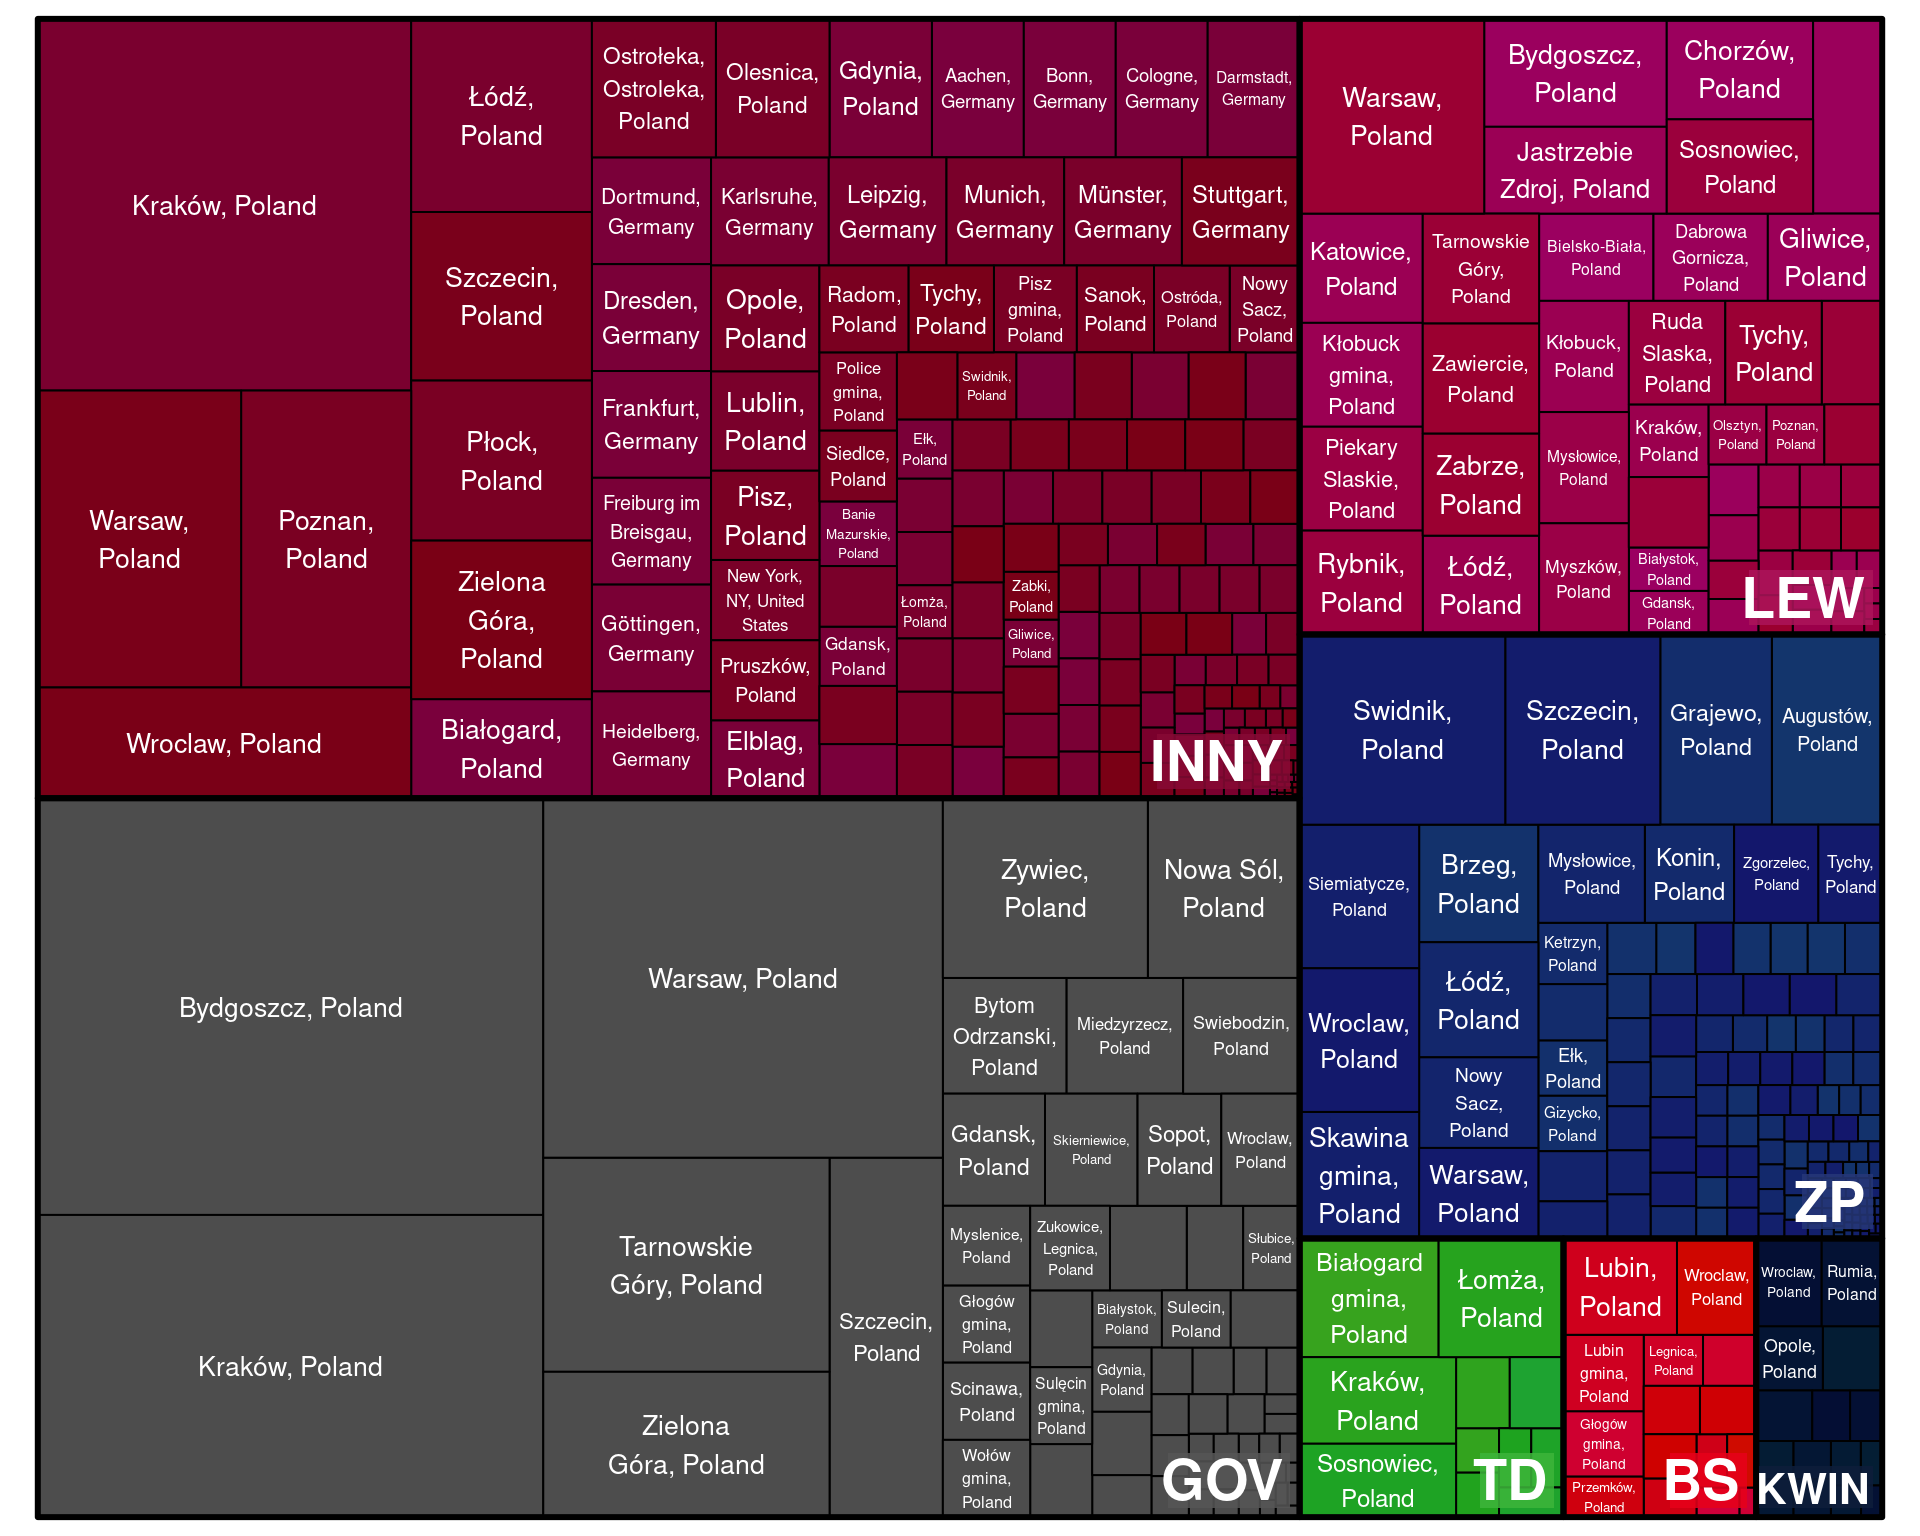 Kraków, Poland
Warsaw,
Poland
Poznan,
Poland
Wroclaw, Poland
Łódź,
Poland
Szczecin,
Poland
Płock,
Poland
Zielona
Góra,
Poland
Białogard,
Poland
Ostrołeka,
Ostroleka,
Poland
Olesnica,
Poland
Gdynia,
Poland
Aachen,
Germany
Bonn,
Germany
Cologne,
Germany
Darmstadt,
Germany
Dortmund,
Germany
Karlsruhe,
Germany
Leipzig,
Germany
Munich,
Germany
Münster,
Germany
Stuttgart,
Germany
Dresden,
Germany
Frankfurt,
Germany
Freiburg im
Breisgau,
Germany
Göttingen,
Germany
Heidelberg,
Germany
Opole,
Poland
Lublin,
Poland
Pisz,
Poland
New York,
NY, United
States
Pruszków,
Poland
Elblag,
Poland
Radom,
Poland
Tychy,
Poland
Pisz
gmina,
Poland
Sanok,
Poland
Ostróda,
Poland
Nowy
Sacz,
Poland
Police
gmina,
Poland
Swidnik,
Poland
Siedlce,
Poland
Ełk,
Poland
Banie
Mazurskie,
Poland
Łomża,
Poland
Gdansk,
Poland
Zabki,
Poland
Gliwice,
Poland
INNY
Warsaw,
Poland
Bydgoszcz,
Poland
Jastrzebie
Zdroj, Poland
Chorzów,
Poland
Sosnowiec,
Poland
Katowice,
Poland
Kłobuck
gmina,
Poland
Piekary
Slaskie,
Poland
Rybnik,
Poland
Tarnowskie
Góry,
Poland
Zawiercie,
Poland
Zabrze,
Poland
Łódź,
Poland
Bielsko-Biała,
Poland
Dabrowa
Gornicza,
Poland
Gliwice,
Poland
Kłobuck,
Poland
Mysłowice,
Poland
Myszków,
Poland
Ruda
Slaska,
Poland
Tychy,
Poland
Kraków,
Poland
Olsztyn,
Poland
Poznan,
Poland
Białystok,
Poland
Gdansk,
Poland
LEW
Bydgoszcz, Poland
Kraków, Poland
Warsaw, Poland
Tarnowskie
Góry, Poland
Zielona
Góra, Poland
Szczecin,
Poland
Zywiec,
Poland
Nowa Sól,
Poland
Bytom
Odrzanski,
Poland
Miedzyrzecz,
Poland
Swiebodzin,
Poland
Gdansk,
Poland
Skierniewice,
Poland
Sopot,
Poland
Wroclaw,
Poland
Myslenice,
Poland
Zukowice,
Legnica,
Poland
Słubice,
Poland
Głogów
gmina,
Poland
Białystok,
Poland
Sulecin,
Poland
Scinawa,
Poland
Sulęcin
gmina,
Poland
Gdynia,
Poland
Wołów
gmina,
Poland
GOV
Swidnik,
Poland
Szczecin,
Poland
Grajewo,
Poland
Augustów,
Poland
Siemiatycze,
Poland
Wroclaw,
Poland
Skawina
gmina,
Poland
Brzeg,
Poland
Łódź,
Poland
Nowy
Sacz,
Poland
Warsaw,
Poland
Mysłowice,
Poland
Konin,
Poland
Zgorzelec,
Poland
Tychy,
Poland
Ketrzyn,
Poland
Ełk,
Poland
Gizycko,
Poland
ZP
Białogard
gmina,
Poland
Łomża,
Poland
Kraków,
Poland
Sosnowiec,
Poland
TD
Lubin,
Poland
Wroclaw,
Poland
Lubin
gmina,
Poland
Legnica,
Poland
Głogów
gmina,
Poland
Przemków,
Poland
BS
Wroclaw,
Poland
Rumia,
Poland
Opole,
Poland
KWIN